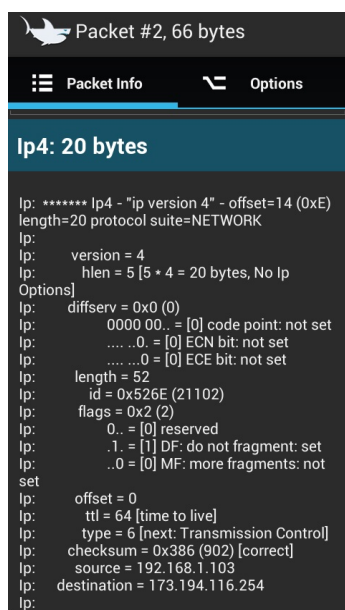 Packet #2, 66 bytes
Packet Info
Options
Ip4: 20 bytes
Ip: ******* Ip4 - "ip version 4" - offset=14 (0xE)
length=20 protocol suite=NETWORK
Ip:
Ip: version = 4
Ip: hlen = 5 [5 * 4 = 20 bytes, No Ip
Options]
Ip: diffserv = 0x0 (0)
Ip: 0000 00.. = [0] code point: not set
Ip: .... ..0. = [0] ECN bit: not set
Ip: .... ...0 = [0] ECE bit: not set
Ip: length = 52
Ip: id = 0x526E (21102)
Ip: flags = 0x2 (2)
Ip: 0.. = [0] reserved
Ip: .1. = [1] DF: do not fragment: set
Ip: ..0 = [0] MF: more fragments: not
set
Ip: offset = 0
Ip: ttl = 64 [time to live]
Ip: type = 6 [next: Transmission Control]
Ip: checksum = 0x386 (902) [correct]
Ip: source = 192.168.1.103
Ip: destination = 173.194.116.254
Ip: